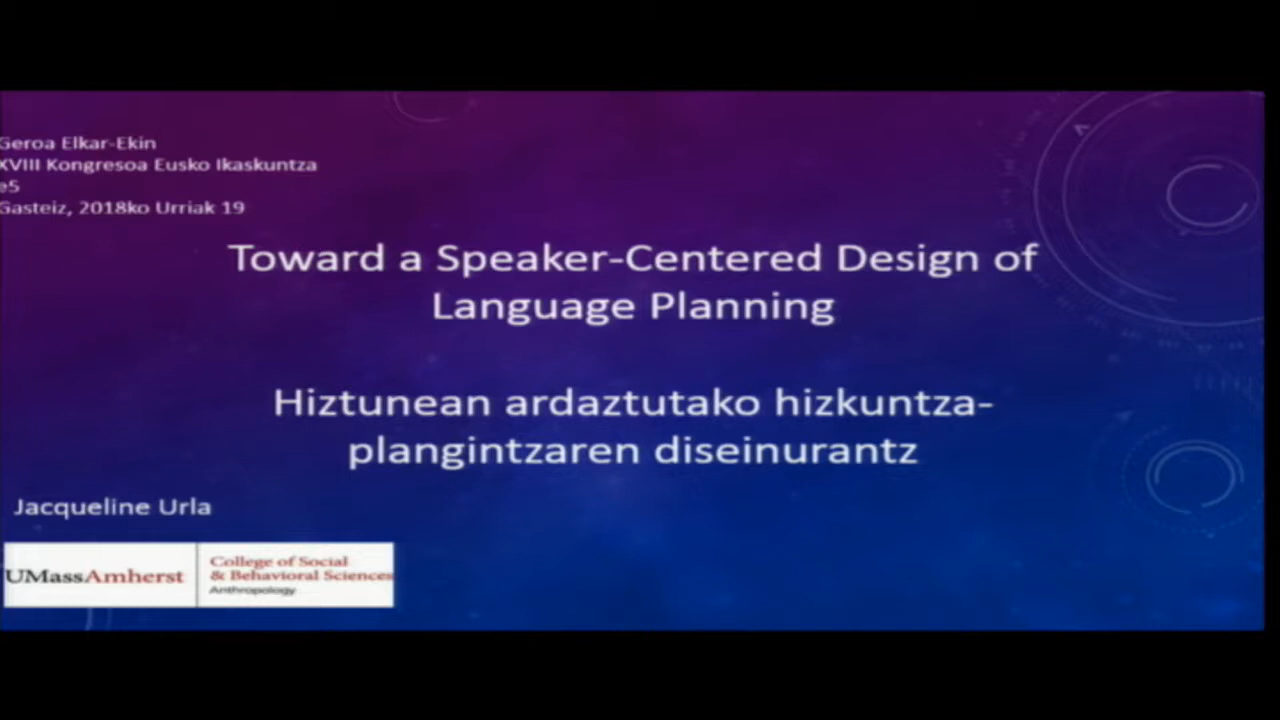 Geroa Elkar-Ekin
XVIII Kongresoa Eusko Ikaskuntza
e5
Gasteiz, 2018ko Urriak 19
Toward a Speaker-Centered Design of
Language Planning
Hiztunean ardaztutako hizkuntza-
plangintzaren diseinurantz
Jacqueline Urla
UMassAmherst
College of Social
& Behavioral Sciences
Anthropology